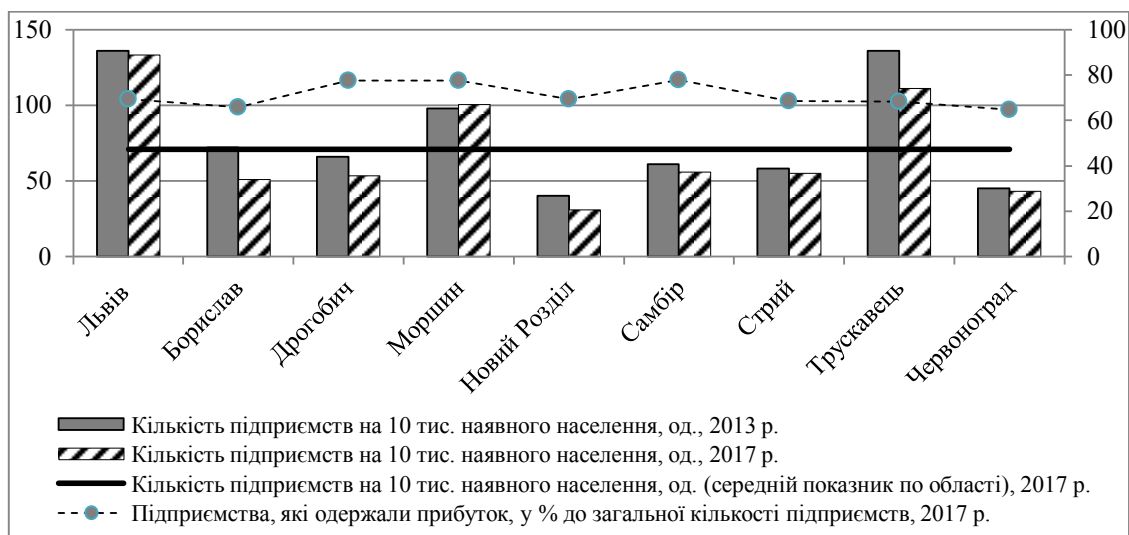 150
100
50
0
100
80
60
40
20
0
Львів
Борислав
Дрогобич
Моршин
Новий Розділ
Самбір
Стрий
Трускавець
Червоноград
Кількість підприємств на 10 тис. наявного населення, од., 2013 р.
Кількість підприємств на 10 тис. наявного населення, од., 2017 р.
Кількість підприємств на 10 тис. наявного населення, од. (середній показник по області), 2017 р.
Підприємства, які одержали прибуток, у % до загальної кількості підприємств, 2017 р.